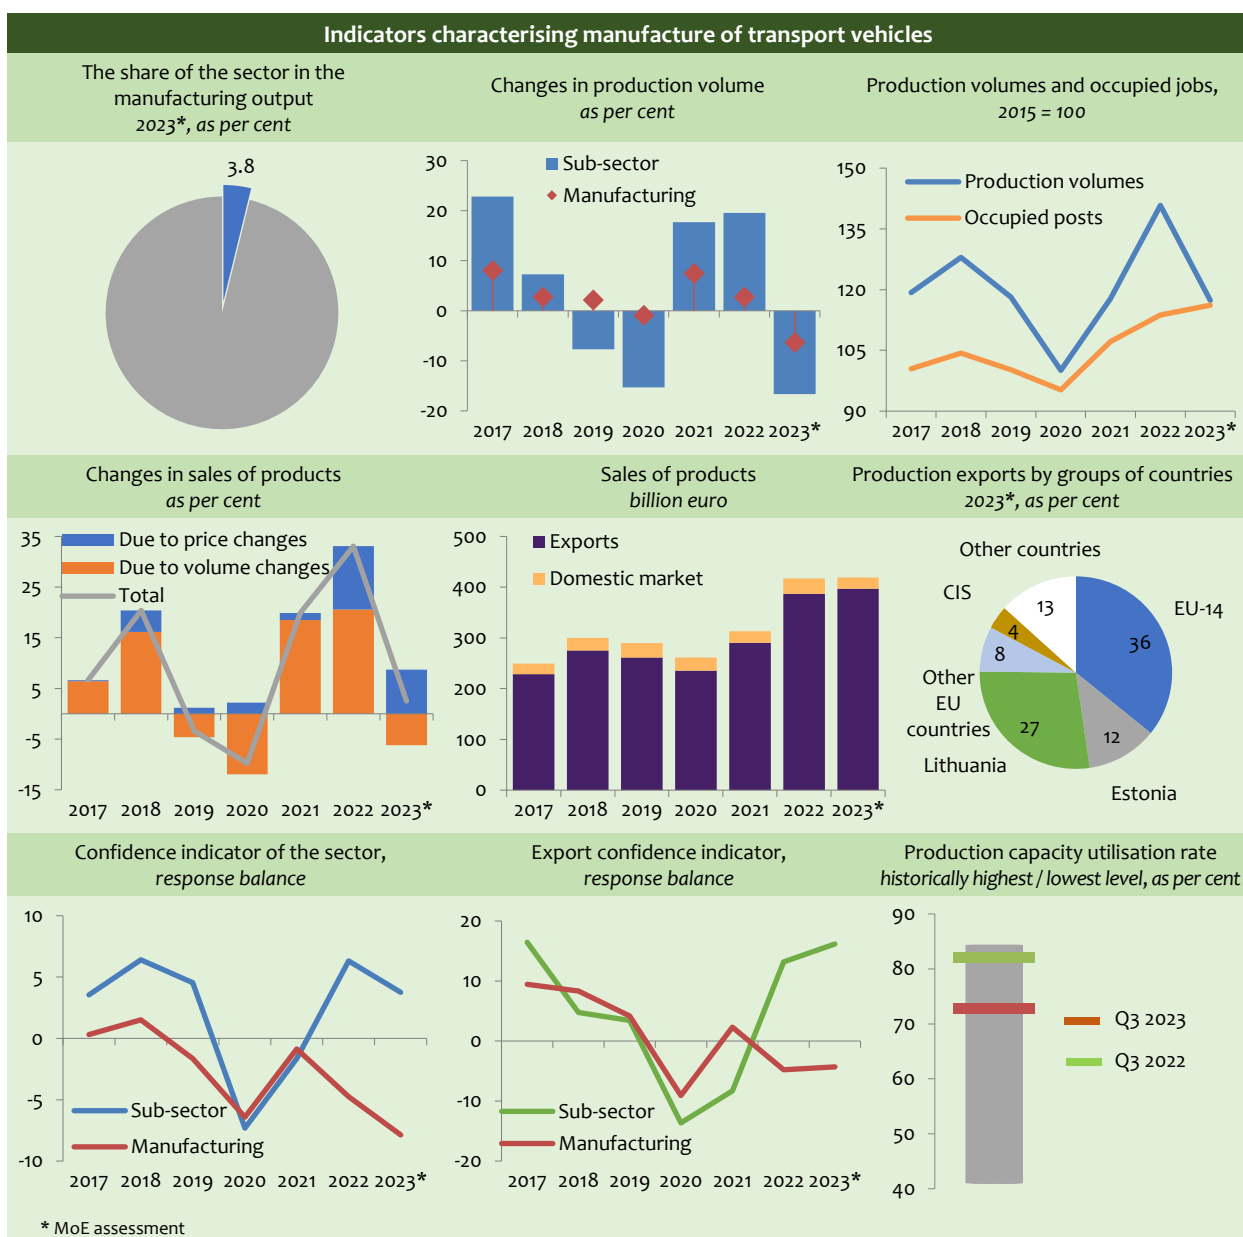 Indicators characterising manufacture of transport vehicles
The share of the sector in the
manufacturing output
2023*, as per cent
3.8
Changes in production volume
as per cent
30
20
10
0
-10
-20
Sub-sector
Manufacturing
2017 2018 2019 2020 2021 2022 2023*
Production volumes and occupied jobs,
2015 = 100
150
135
120
105
90
Production volumes
Occupied posts
2017 2018 2019 2020 2021 2022 2023*
Changes in sales of products
as per cent
35
25
15
5
-5
-15
Due to price changes
Due to volume changes
Total
2017 2018 2019 2020 2021 2022 2023*
Sales of products
billion euro
500
400
300
200
100
0
Exports
Domestic market
2017 2018 2019 2020 2021 2022 2023*
Production exports by groups of countries
2023*, as per cent
Other countries
13
CIS
4
EU-14
36
8
Other
EU
countries
27
Lithuania
12
Estonia
Confidence indicator of the sector,
response balance
10
5
0
-5
-10
Sub-sector
Manufacturing
2017 2018 2019 2020 2021 2022 2023*
Export confidence indicator,
response balance
20
10
0
-10
-20
Sub-sector
Manufacturing
2017 2018 2019 2020 2021 2022 2023*
Production capacity utilisation rate
historically highest / lowest level, as per cent
90
80
70
60
50
40
Q3 2023
Q3 2022
* MoE assessment